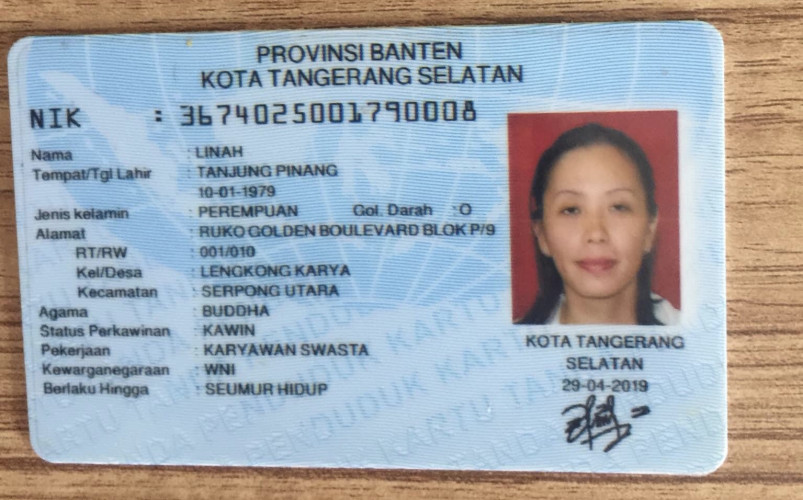 PROVINSI BANTEN
KOTA TANGERANG SELATAN
NIK : 3674025001790008
Nama : LINAH
Tempat/Tgl Lahir : TANJUNG PINANG
10-01-1979
Jenis kelamin : PEREMPUAN Gol. Darah : O
Alamat : RUKO GOLDEN BOULEVARD BLOK P/9
RT/RW : 001/010
Kel/Desa : LENGKONG KARYA
Kecamatan : SERPONG UTARA
Agama : BUDDHA
Status Perkawinan : KAWIN
Pekerjaan : KARYAWAN SWASTA
Kewarganegaraan : WNI
Berlaku Hingga : SEUMUR HIDUP
KOTA TANGERANG
SELATAN
29-04-2019